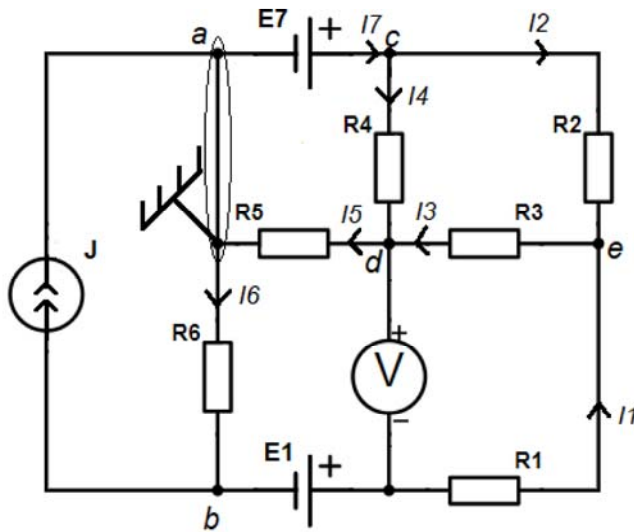 a E7 + I7 c I2
I4
R4 R2
R5 I5 I3 R3
d e
J
I6
R6 + V −
I1
E1 + R1
b